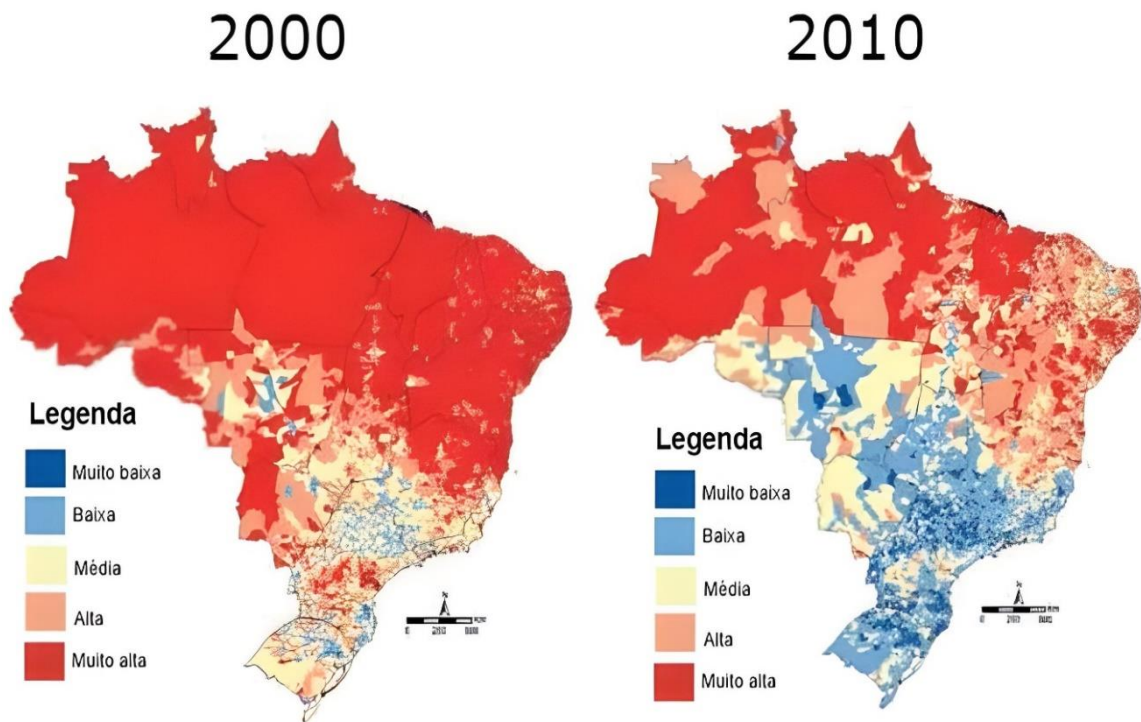 2000
2010
Legenda
Muito baixa
Baixa
Média
Alta
Muito alta
Legenda
Muito baixa
Baixa
Média
Alta
Muito alta